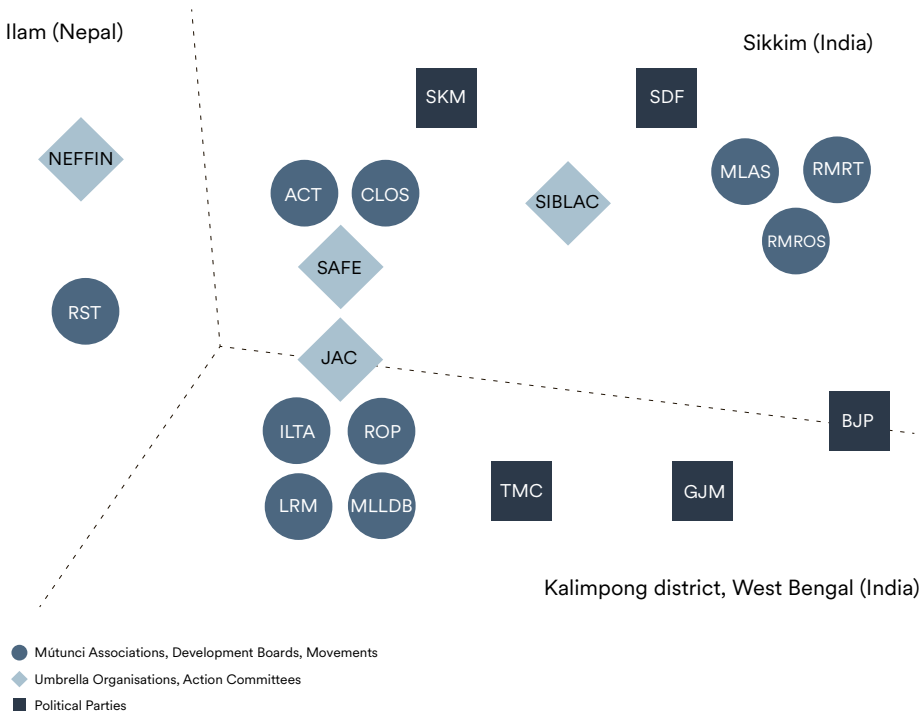 Ilam (Nepal)
Sikkim (India)
SKM
SDF
NEFFIN
ACT
CLOS
SIBLAC
MLAS
RMRT
RMROS
SAFE
RST
JAC
ILTA
ROP
BJP
LRM
MLLDB
TMC
GJM
Kalimpong district, West Bengal (India)
Mútunci Associations, Development Boards, Movements
Umbrella Organisations, Action Committees
Political Parties